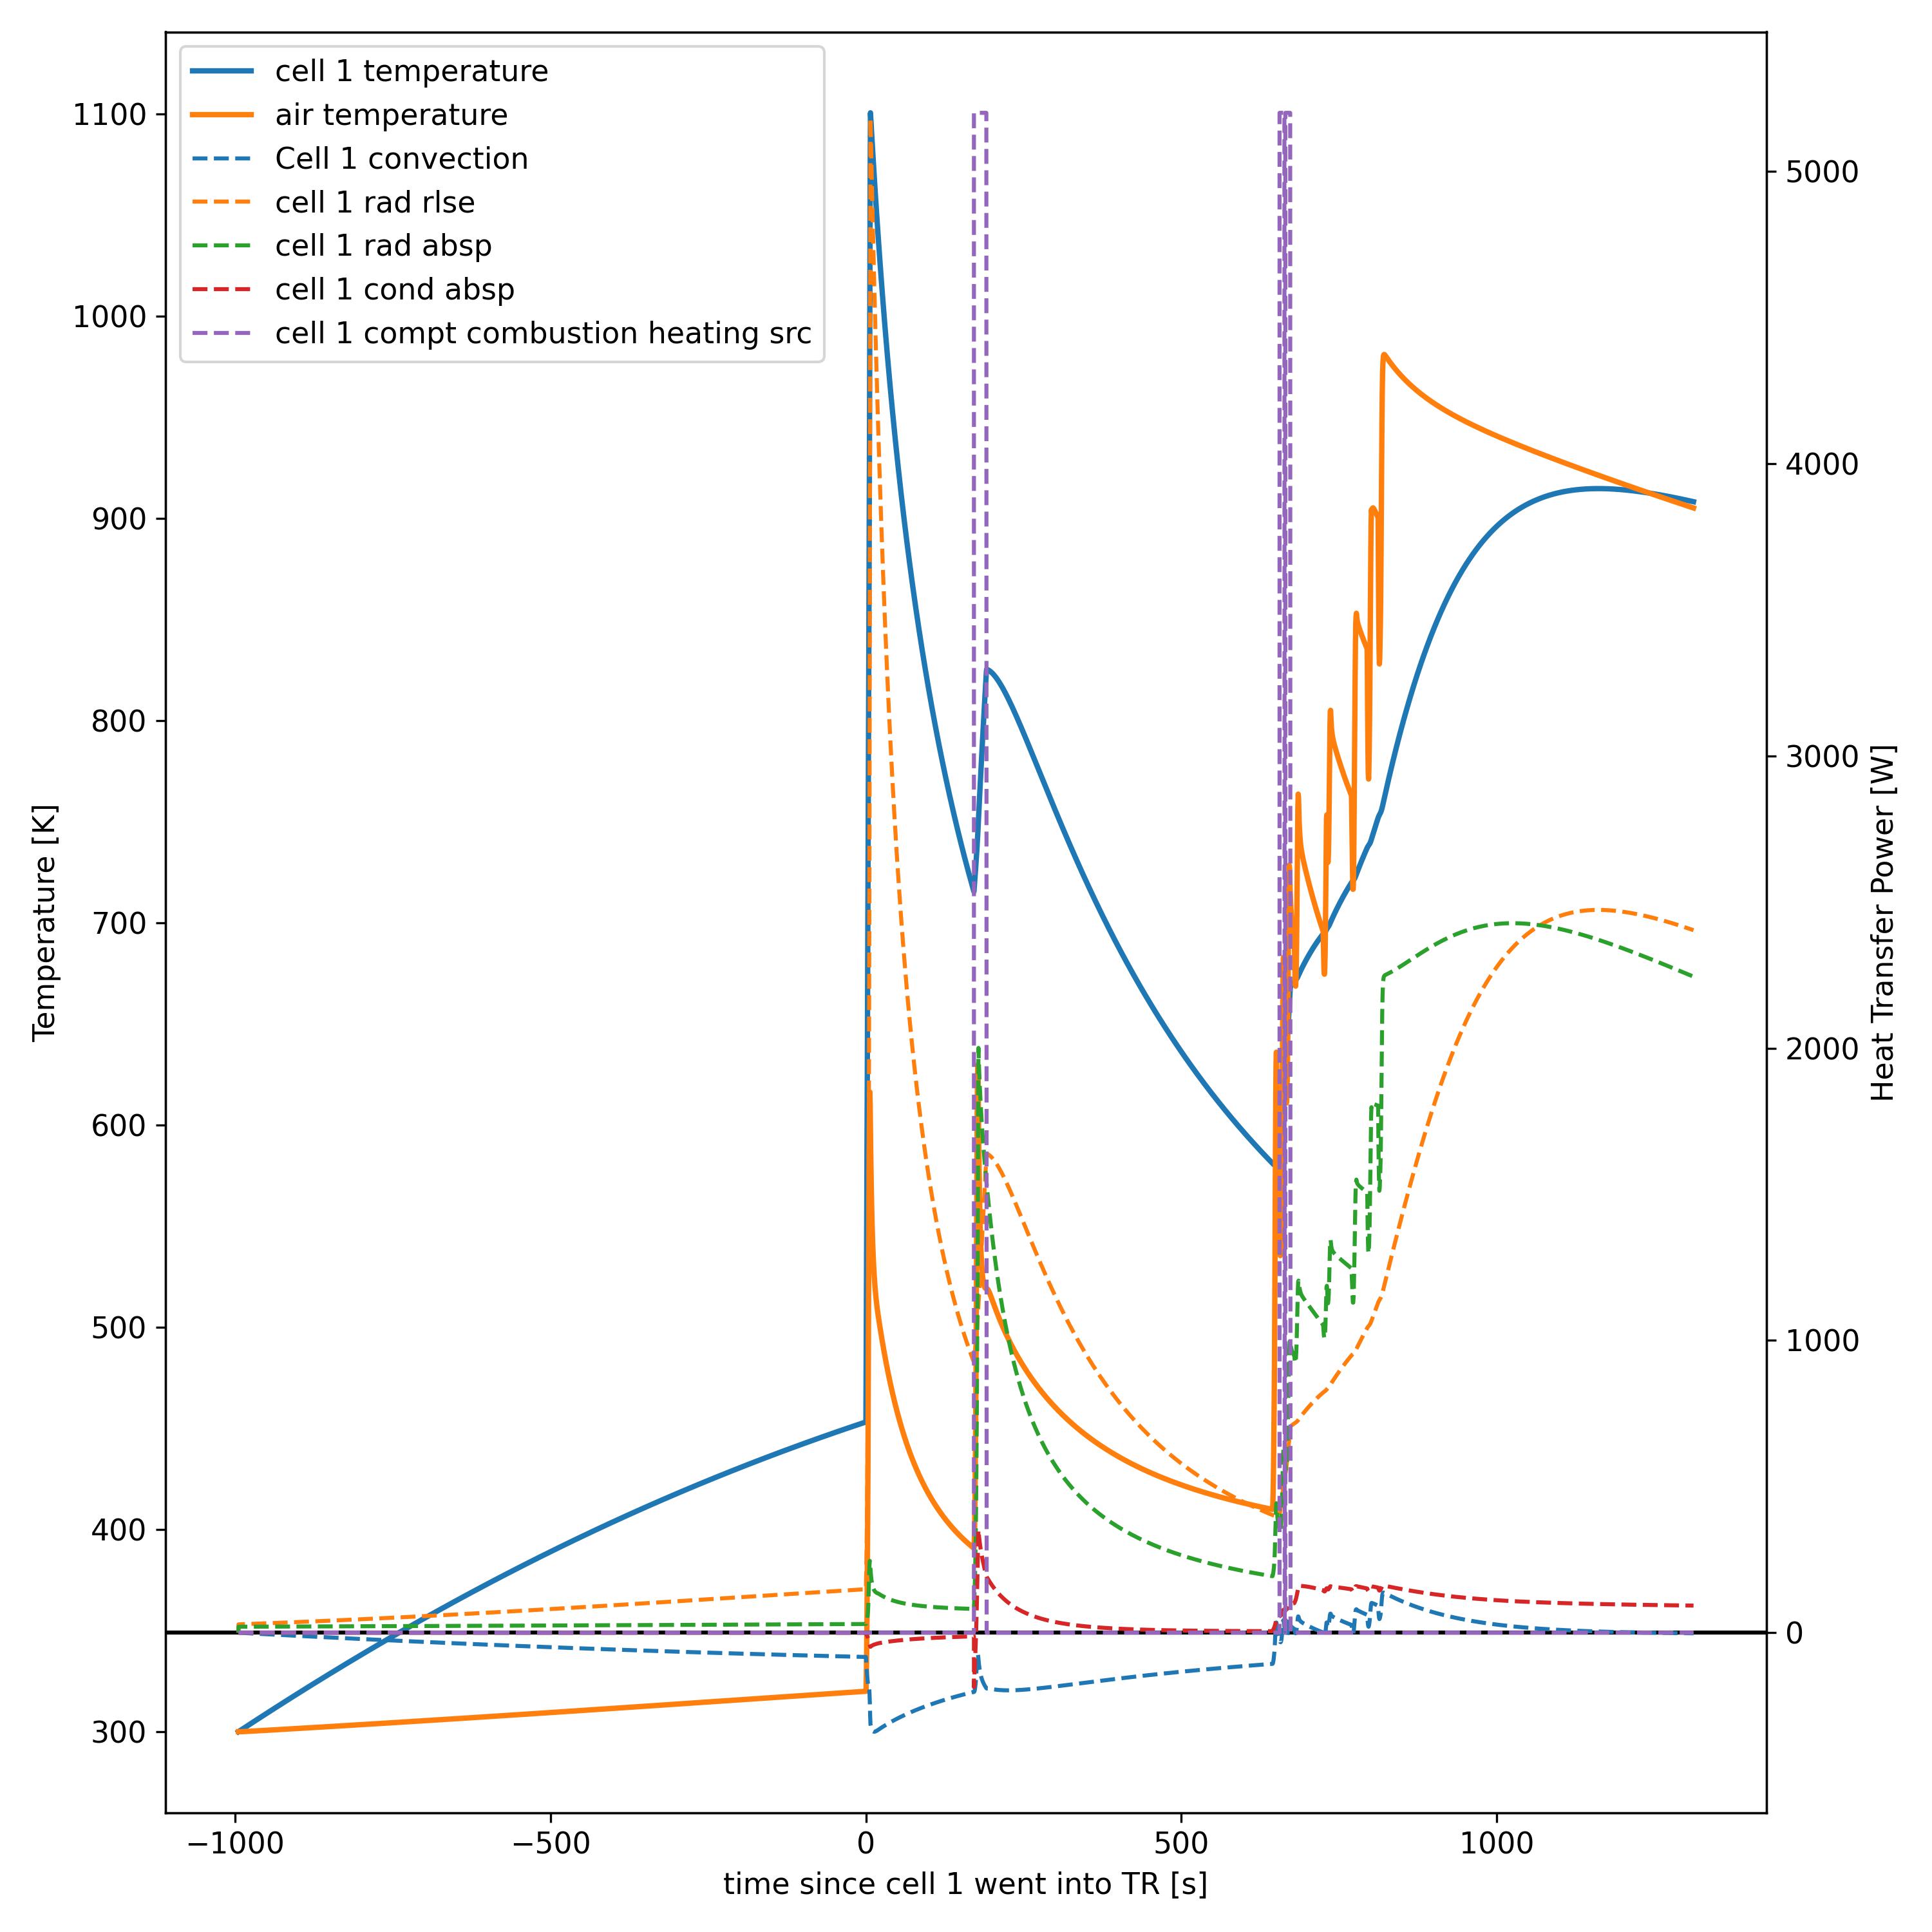 cell 1 temperature
air temperature
Cell 1 convection
cell 1 rad rlse
cell 1 rad absp
cell 1 cond absp
cell 1 compt combustion heating src
1100
1000
900
800
700
600
500
400
300
Temperature [K]
5000
4000
3000
2000
1000
0
Heat Transfer Power [W]
−1000 −500 0 500 1000
time since cell 1 went into TR [s]